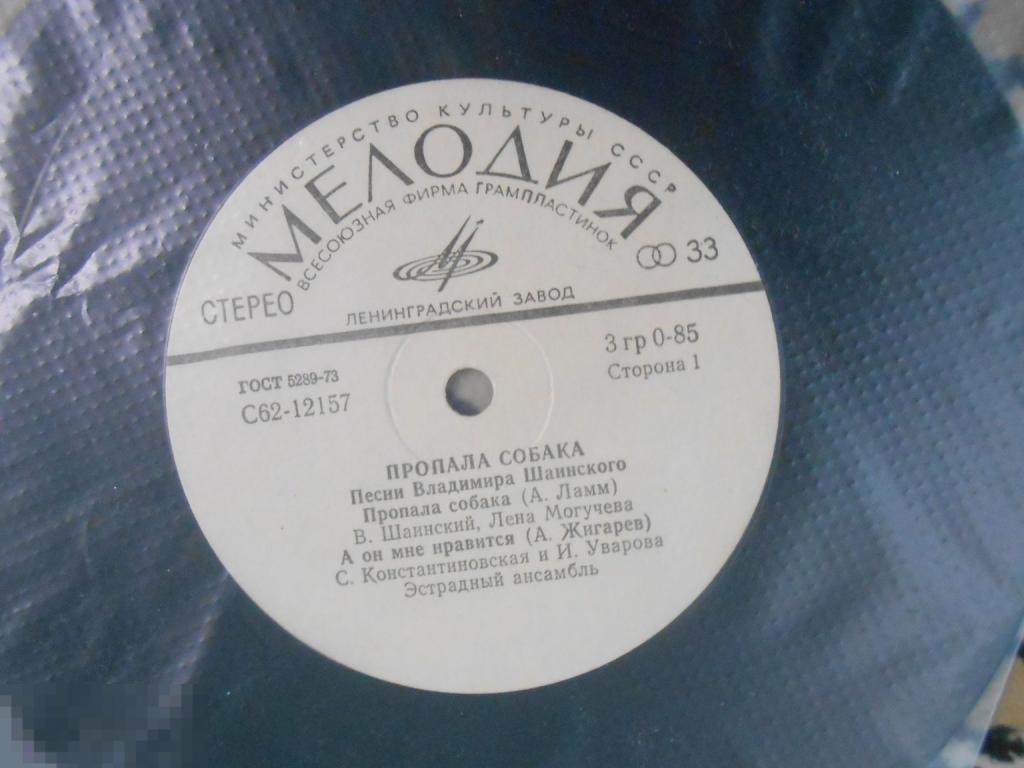 МИНИСТЕРСТВО КУЛЬТУРЫ СССР
МЕЛОДИЯ
ВСЕСОЮЗНАЯ ФИРМА ГРАМПЛАСТИНОК
СТЕРЕО
33
ЛЕНИНГРАДСКИЙ ЗАВОД
ГОСТ 5289-73
3 гр 0-85
С62-12157
Сторона 1
ПРОПАЛА СОБАКА
Песни Владимира Шаинского
Пропала собака (А. Ламм)
В. Шаинский, Лена Могучева
А он мне нравится (А. Жигарев)
С. Константиновская и И. Уварова
Эстрадный ансамбль